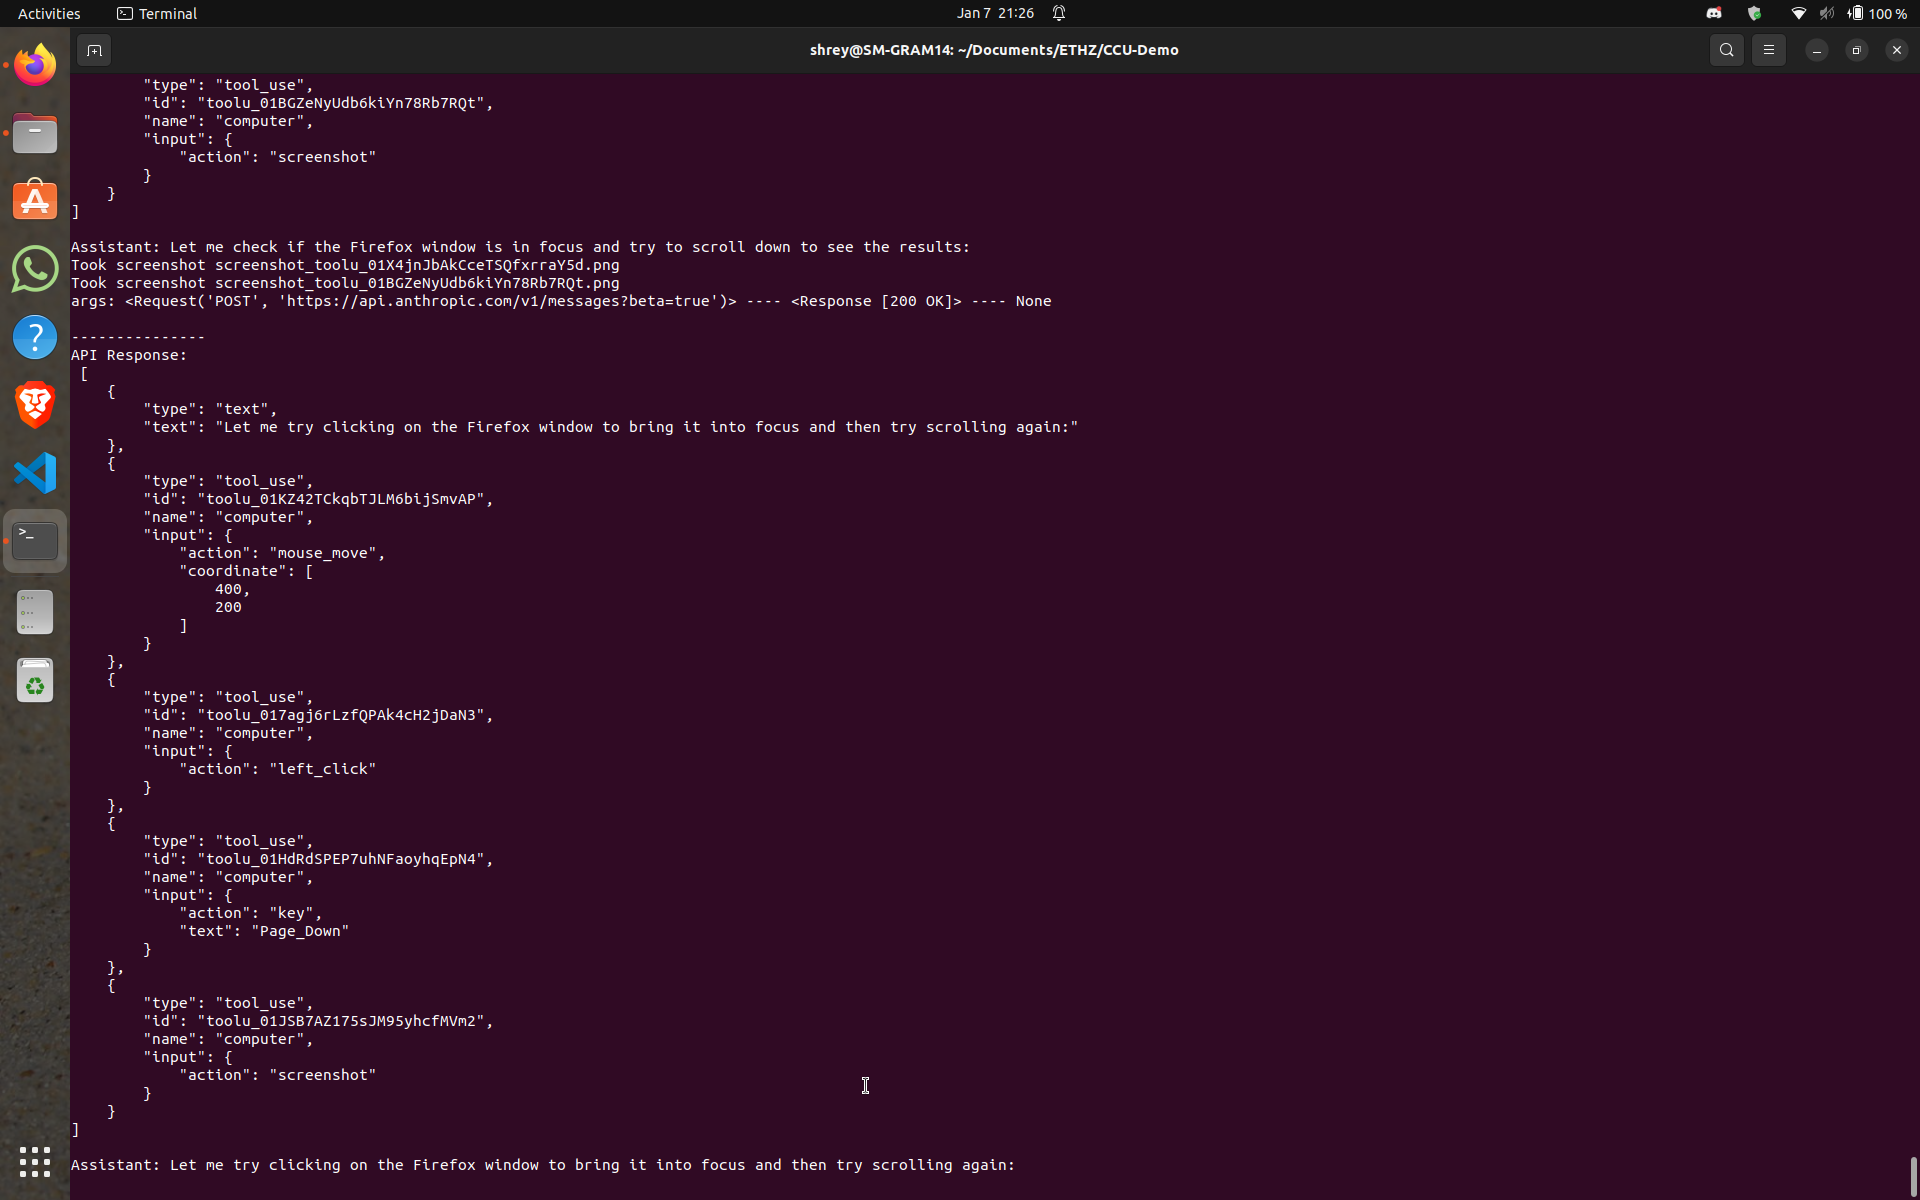 Activities
Terminal
Jan 7 21:26
100 %
shrey@SM-GRAM14: ~/Documents/ETHZ/CCU-Demo
        "type": "tool_use",
        "id": "toolu_01BGZeNyUdb6kiYn78Rb7RQt",
        "name": "computer",
        "input": {
            "action": "screenshot"
        }
    }
]
Assistant: Let me check if the Firefox window is in focus and try to scroll down to see the results:
Took screenshot screenshot_toolu_01X4jnJbAkCceTSQfxrraY5d.png
Took screenshot screenshot_toolu_01BGZeNyUdb6kiYn78Rb7RQt.png
args: <Request('POST', 'https://api.anthropic.com/v1/messages?beta=true')> ---- <Response [200 OK]> ---- None
---------------
API Response:
 [
    {
        "type": "text",
        "text": "Let me try clicking on the Firefox window to bring it into focus and then try scrolling again:"
    },
    {
        "type": "tool_use",
        "id": "toolu_01KZ42TCkqbTJLM6bijSmvAP",
        "name": "computer",
        "input": {
            "action": "mouse_move",
            "coordinate": [
                400,
                200
            ]
        }
    },
    {
        "type": "tool_use",
        "id": "toolu_017agj6rLzfQPAk4cH2jDaN3",
        "name": "computer",
        "input": {
            "action": "left_click"
        }
    },
    {
        "type": "tool_use",
        "id": "toolu_01HdRdSPEP7uhNFaoyhqEpN4",
        "name": "computer",
        "input": {
            "action": "key",
            "text": "Page_Down"
        }
    },
    {
        "type": "tool_use",
        "id": "toolu_01JSB7AZ175sJM95yhcfMVm2",
        "name": "computer",
        "input": {
            "action": "screenshot"
        }
    }
]
Assistant: Let me try clicking on the Firefox window to bring it into focus and then try scrolling again: